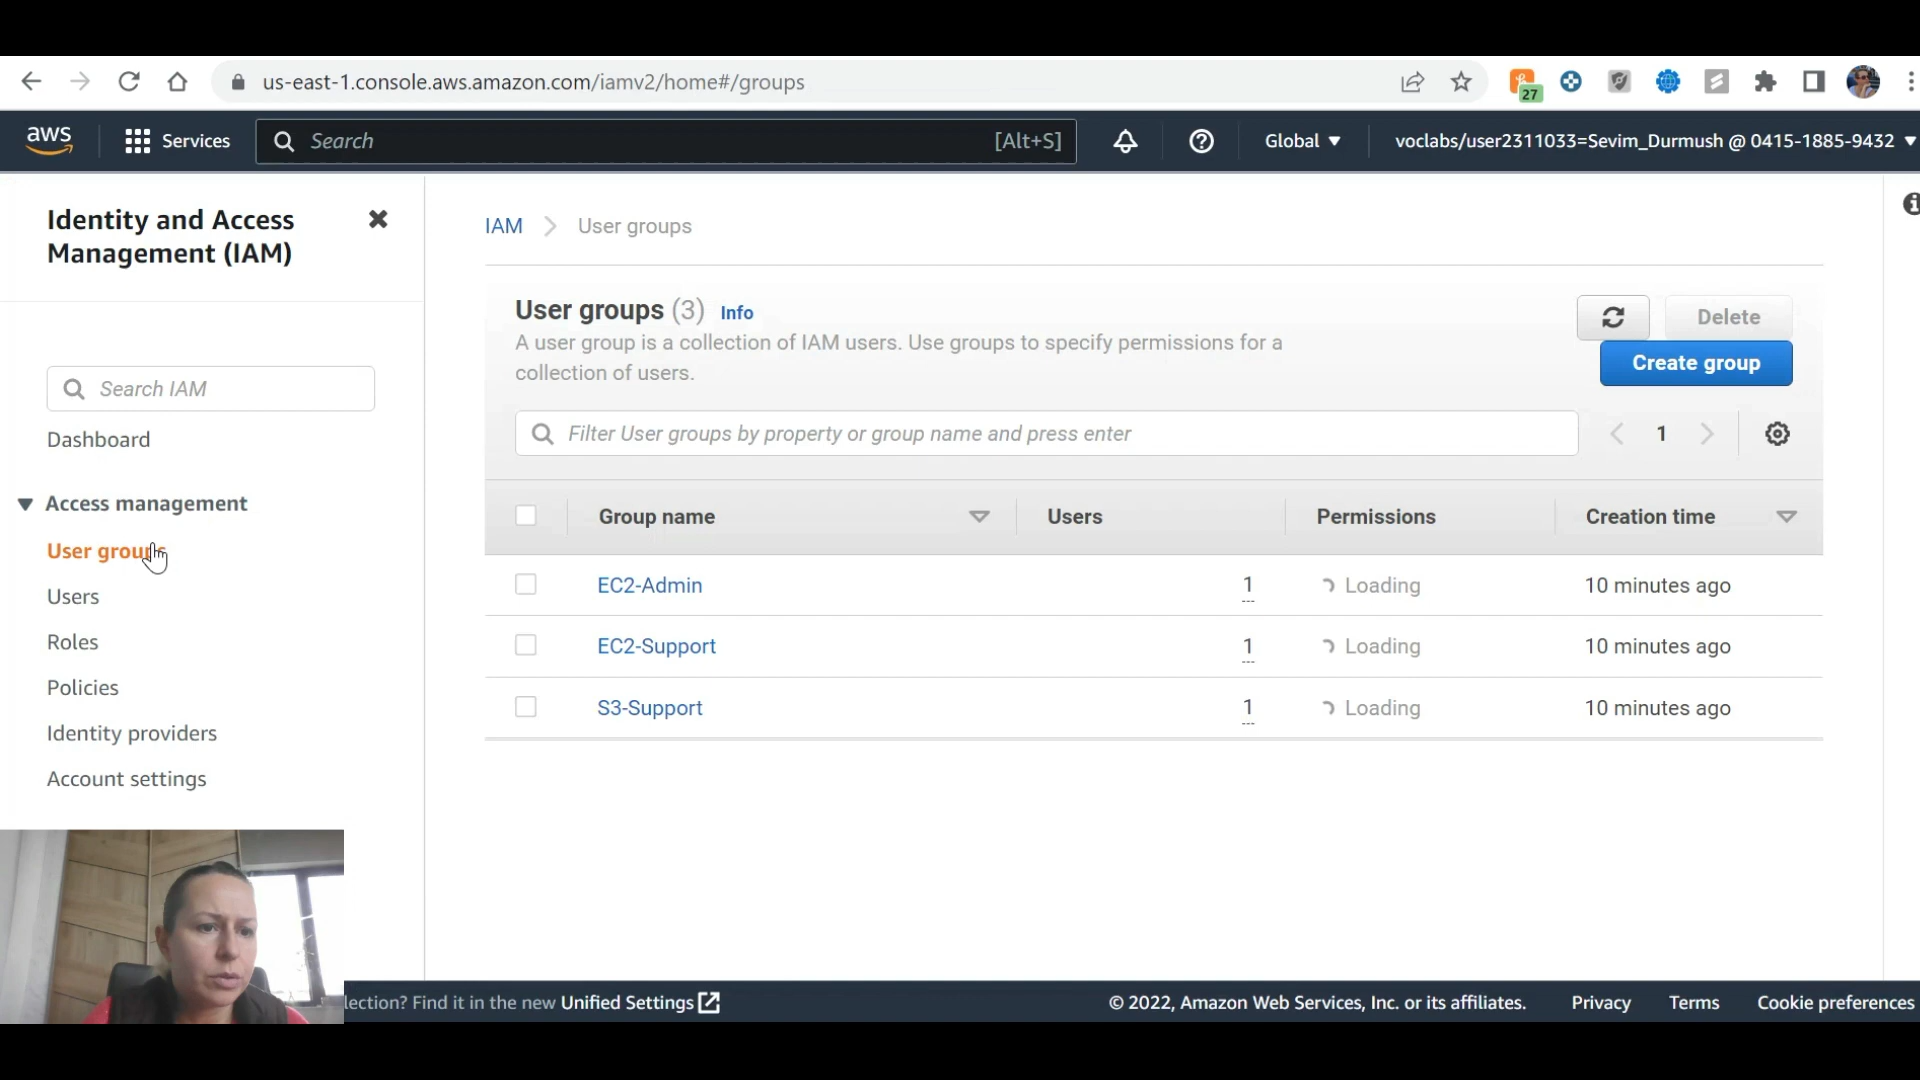 us-east-1.console.aws.amazon.com/iamv2/home#/groups
27
aws
Services
Search
[Alt+S]
Global
voclabs/user2311033=Sevim_Durmush @ 0415-1885-9432
Identity and Access
Management (IAM)
Search IAM
Dashboard
Access management
User groups
Users
Roles
Policies
Identity providers
Account settings
IAM
User groups
User groups (3) Info
A user group is a collection of IAM users. Use groups to specify permissions for a
collection of users.
Delete
Create group
Filter User groups by property or group name and press enter
1
Group name Users Permissions Creation time
EC2-Admin 1 Loading 10 minutes ago
EC2-Support 1 Loading 10 minutes ago
S3-Support 1 Loading 10 minutes ago
lection? Find it in the new Unified Settings
© 2022, Amazon Web Services, Inc. or its affiliates. Privacy Terms Cookie preferences